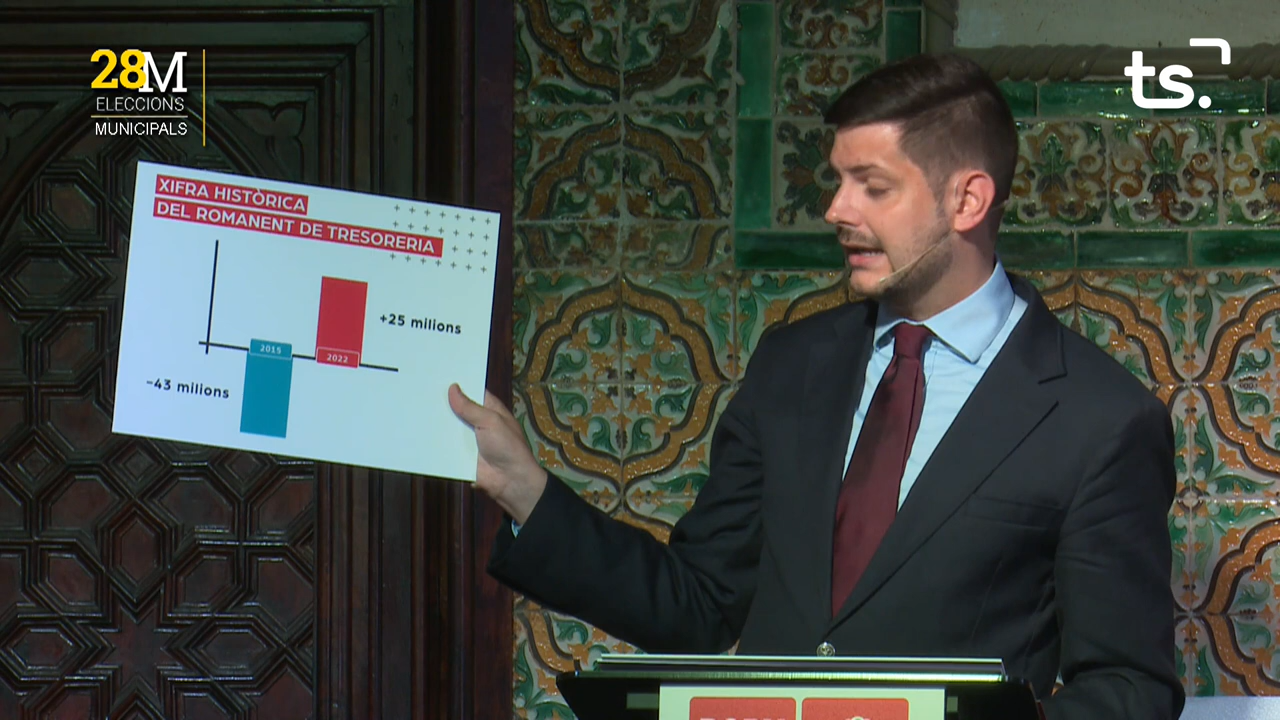 28M
ELECCIONS
MUNICIPALS
ts.
XIFRA HISTÒRICA
DEL ROMANENT DE TRESORERIA
+25 milions
2015
2022
-43 milions